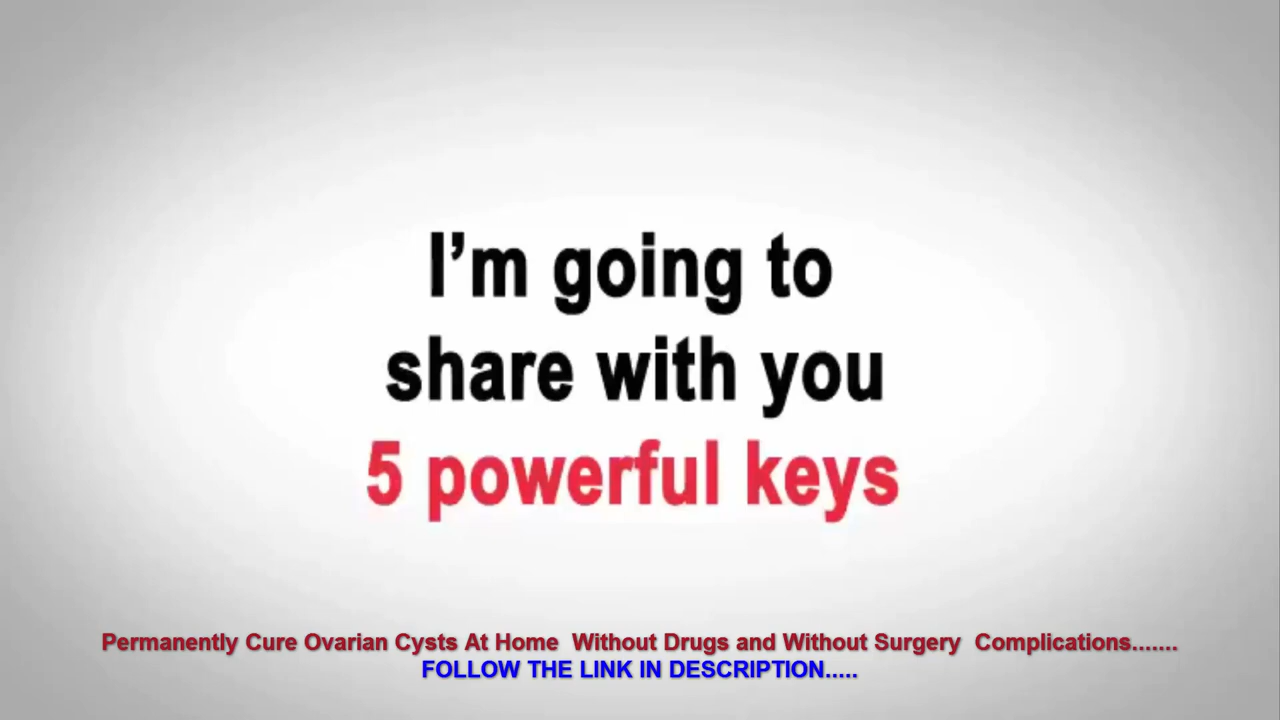 I’m going to
share with you
5 powerful keys
Permanently Cure Ovarian Cysts At Home  Without Drugs and Without Surgery  Complications.......
FOLLOW THE LINK IN DESCRIPTION.....